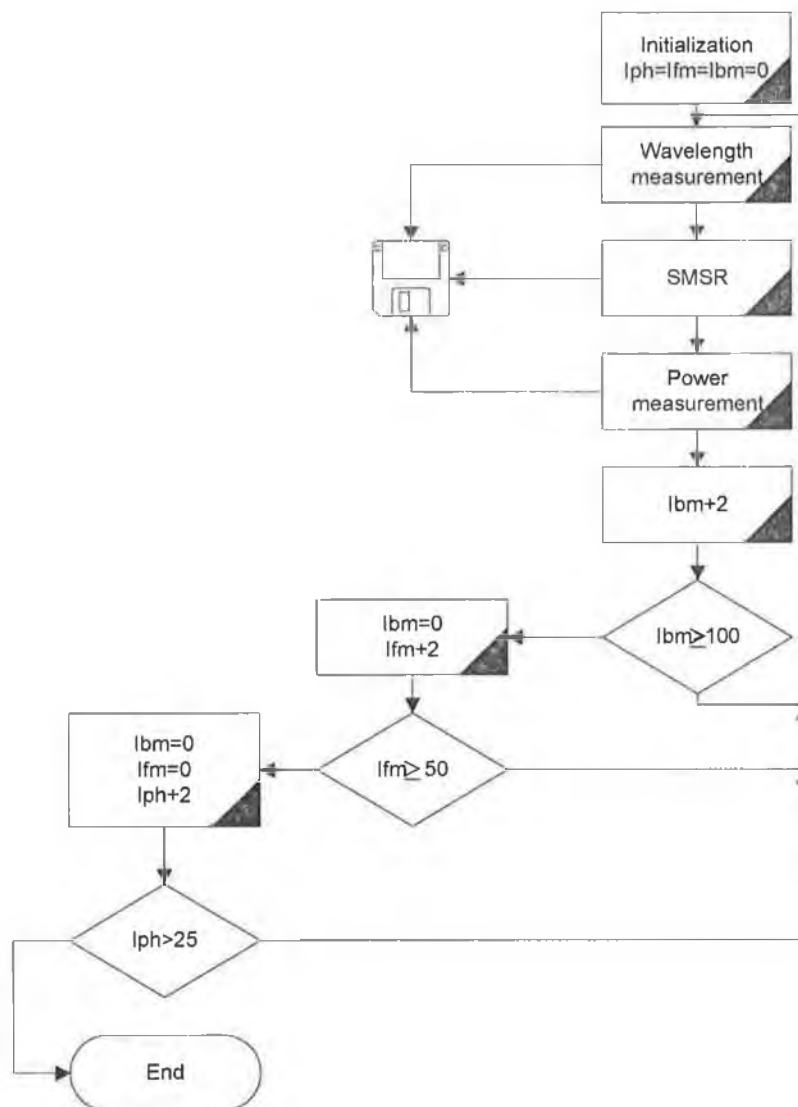 Initialization
Iph=Ifm=Ibm=0
Wavelength
measurement
SMSR
Power
measurement
Ibm+2
Ibm≥100
Ibm=0
Ifm+2
Ifm≥ 50
Ibm=0
Ifm=0
Iph+2
Iph>25
End